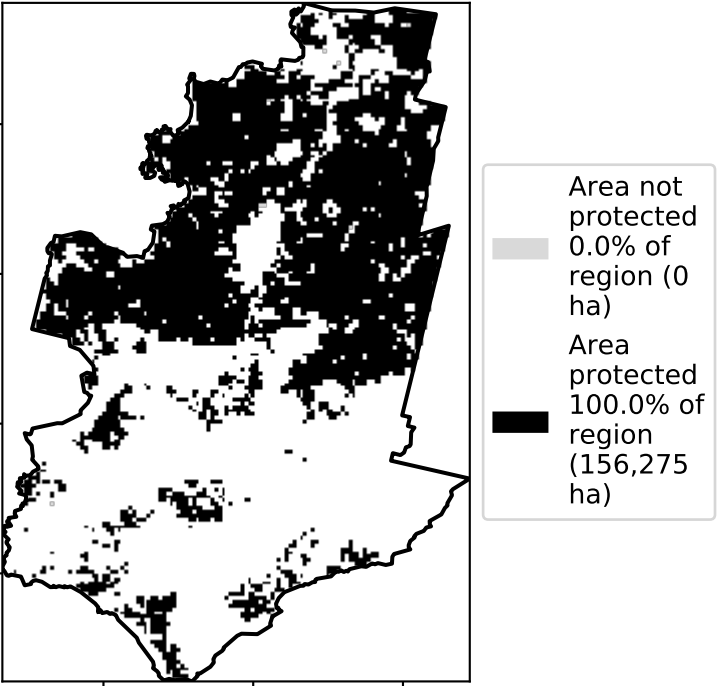 Area not
protected
0.0% of
region (0
ha)
Area
protected
100.0% of
region
(156,275
ha)